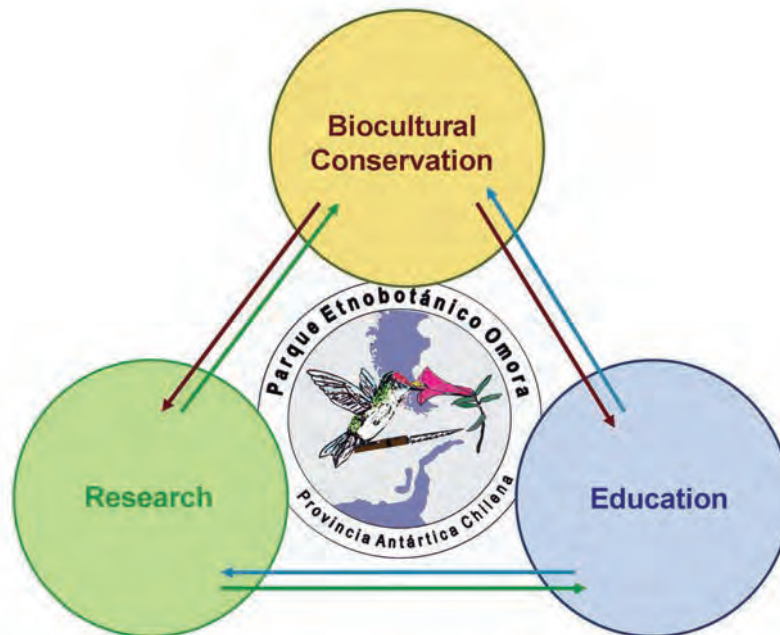 Biocultural
Conservation
Parque Etnobotánico Omora
Research
Education
Provincia Antártica Chilena